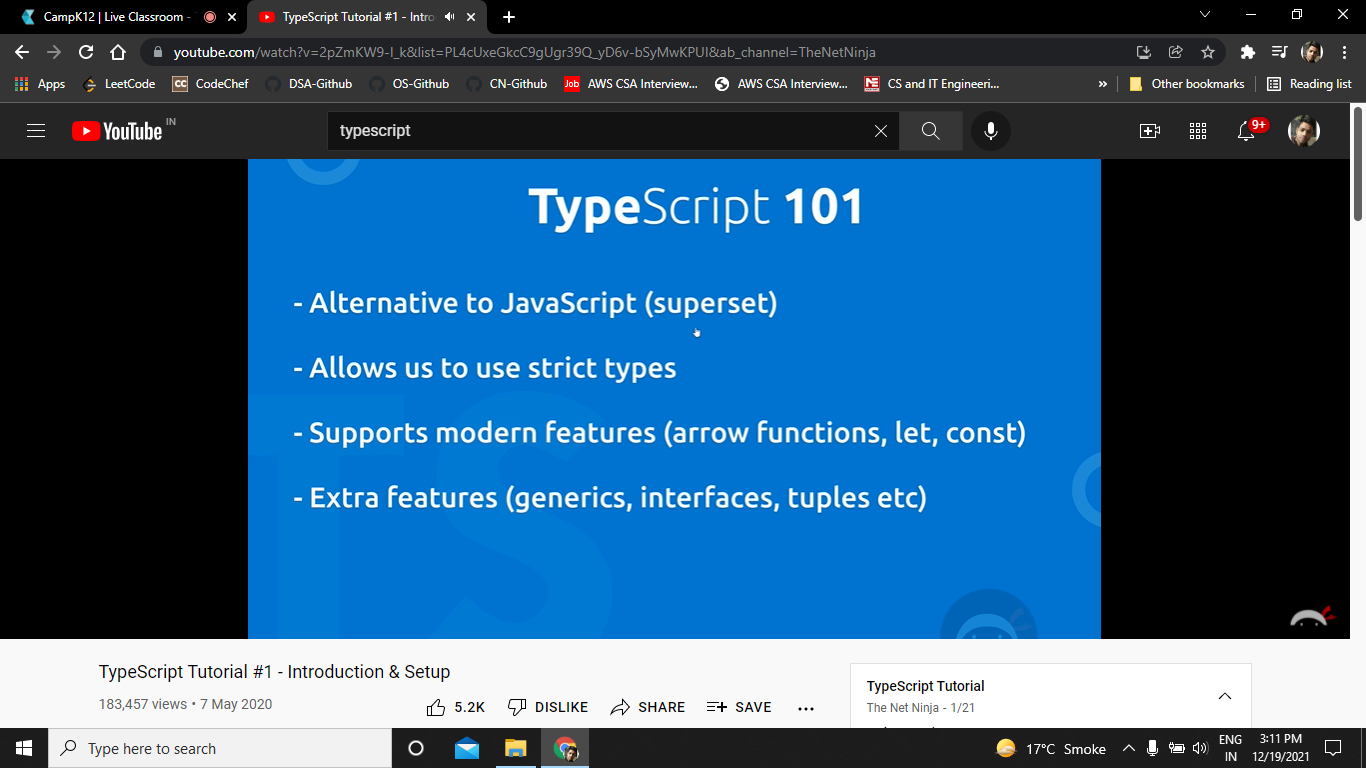 CampK12 | Live Classroom -
TypeScript Tutorial #1 - Intro
youtube.com/watch?v=2pZmKW9-I_k&list=PL4cUxeGkcC9gUgr39Q_yD6v-bSyMwKPUI&ab_channel=TheNetNinja
Apps
LeetCode
CC CodeChef
DSA-Github
OS-Github
CN-Github
Job AWS CSA Interview...
AWS CSA Interview...
NE CS and IT Engineeri...
»
Other bookmarks
Reading list
YouTube IN
typescript
9+
TypeScript 101
- Alternative to JavaScript (superset)
- Allows us to use strict types
- Supports modern features (arrow functions, let, const)
- Extra features (generics, interfaces, tuples etc)
TS
TypeScript Tutorial #1 - Introduction & Setup
183,457 views • 7 May 2020
5.2K
DISLIKE
SHARE
SAVE
TypeScript Tutorial
The Net Ninja - 1/21
Type here to search
17°C Smoke
ENG
IN
3:11 PM
12/19/2021